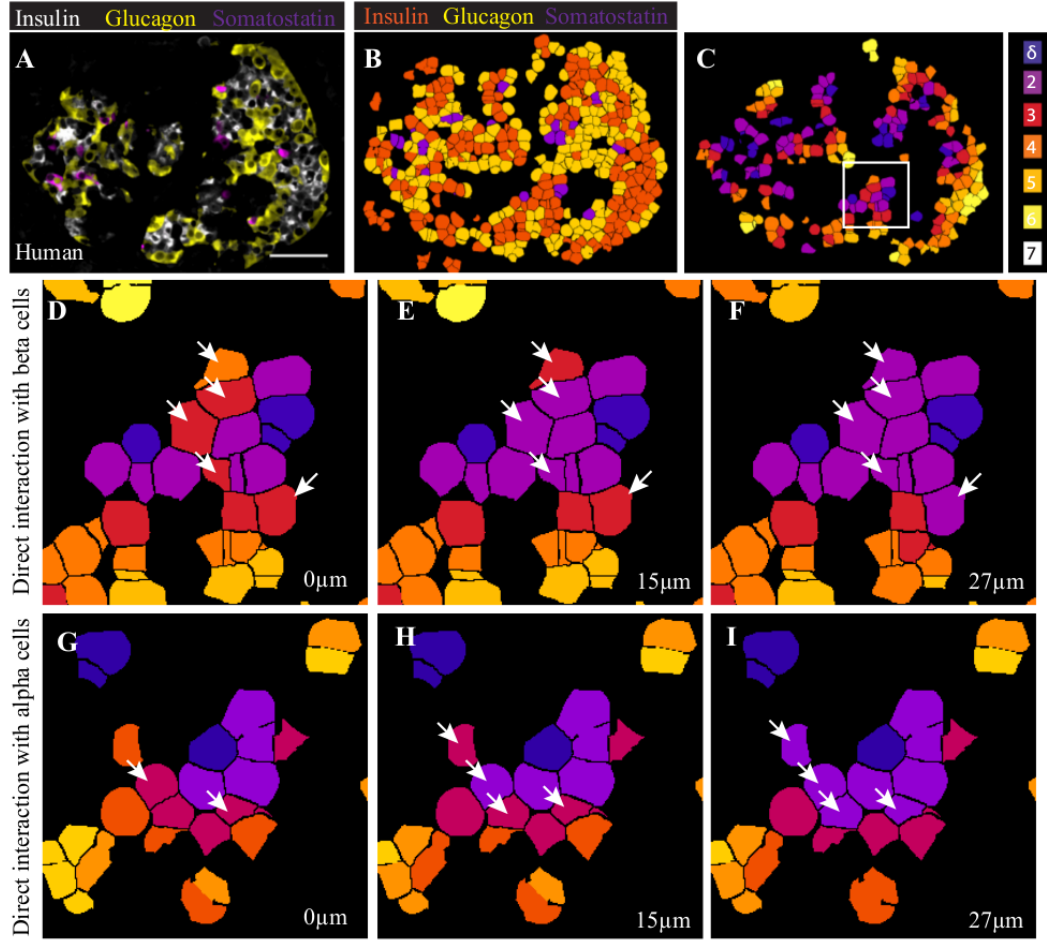 Insulin Glucagon Somatostatin
Insulin Glucagon Somatostatin
A
Human
B
C
δ
2
3
4
5
6
7
Direct interaction with beta cells
D
0µm
E
15µm
F
27µm
Direct interaction with alpha cells
G
0µm
H
15µm
I
27µm